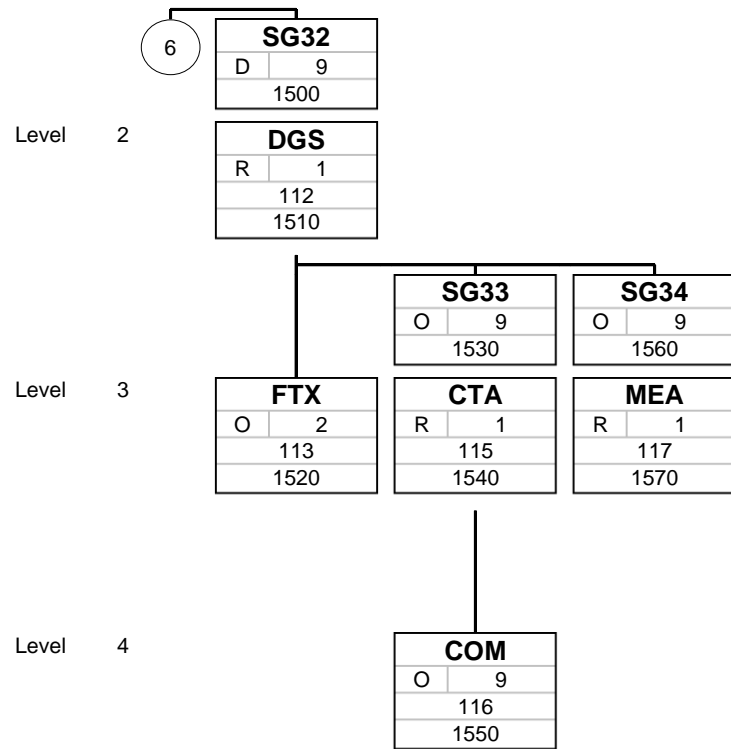 6
SG32
D 9
1500
Level 2
DGS
R 1
112
1510
SG33
O 9
1530
SG34
O 9
1560
Level 3
FTX
O 2
113
1520
CTA
R 1
115
1540
MEA
R 1
117
1570
Level 4
COM
O 9
116
1550